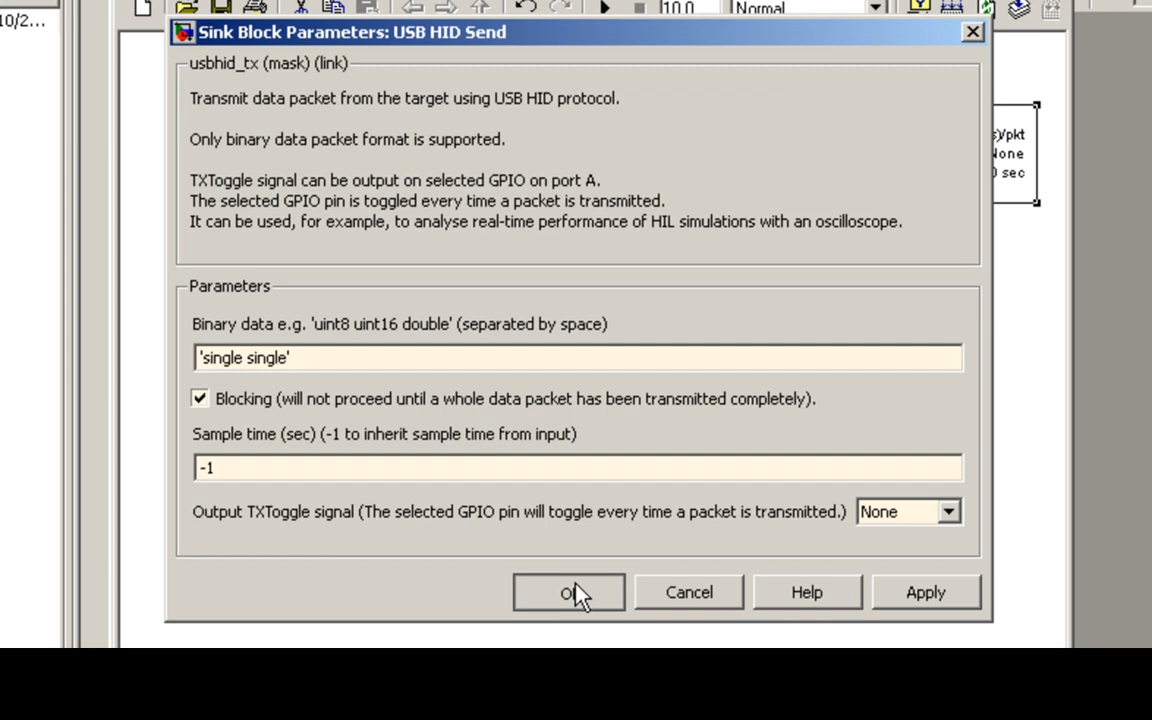 10/2...
10.0
Normal
Sink Block Parameters: USB HID Send
usbhid_tx (mask) (link)
Transmit data packet from the target using USB HID protocol.
Only binary data packet format is supported.
TXToggle signal can be output on selected GPIO on port A.
The selected GPIO pin is toggled every time a packet is transmitted.
It can be used, for example, to analyse real-time performance of HIL simulations with an oscilloscope.
s)/pkt
None
0 sec
Parameters
Binary data e.g. 'uint8 uint16 double' (separated by space)
'single single'
Blocking (will not proceed until a whole data packet has been transmitted completely).
Sample time (sec) (-1 to inherit sample time from input)
-1
Output TXToggle signal (The selected GPIO pin will toggle every time a packet is transmitted.) None
Cancel
Help
Apply